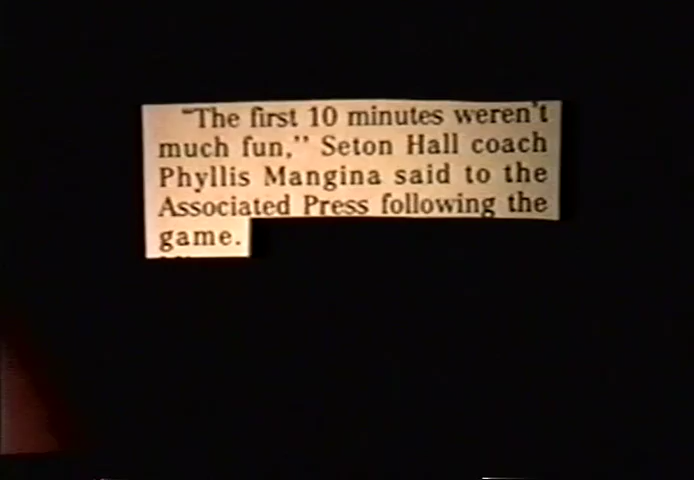 "The first 10 minutes weren't
much fun,'' Seton Hall coach
Phyllis Mangina said to the
Associated Press following the
game.